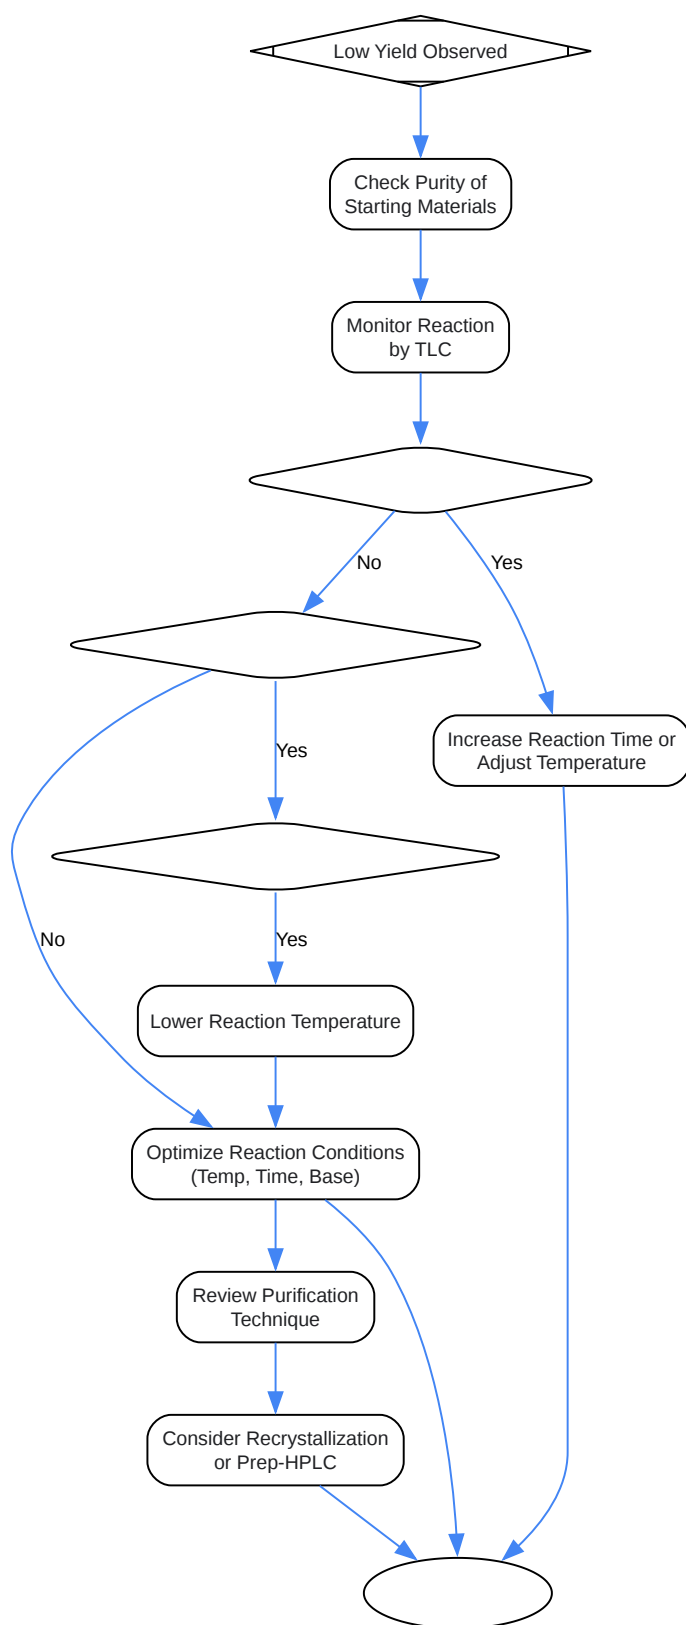 Low Yield Observed
Check Purity of
Starting Materials
Monitor Reaction
by TLC
No
Yes
Increase Reaction Time or
Adjust Temperature
Yes
No
Yes
Lower Reaction Temperature
Optimize Reaction Conditions
(Temp, Time, Base)
Review Purification
Technique
Consider Recrystallization
or Prep-HPLC